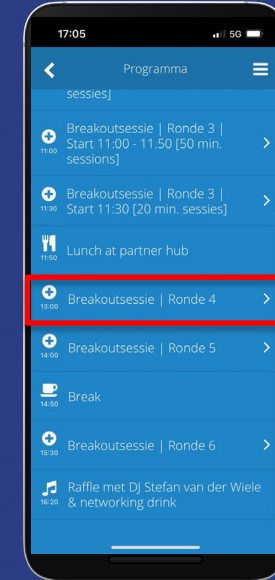 17:05
5G
Programma
sessies]
Breakoutsessie | Ronde 3 |
Start 11:00 - 11.50 [50 min.
sessions]
11:00
Breakoutsessie | Ronde 3 |
Start 11:30 [20 min. sessies]
11:30
Lunch at partner hub
11:50
Breakoutsessie | Ronde 4
13:00
Breakoutsessie | Ronde 5
14:00
Break
14:50
Breakoutsessie | Ronde 6
15:30
Raffle met DJ Stefan van der Wiele
& networking drink
16:20